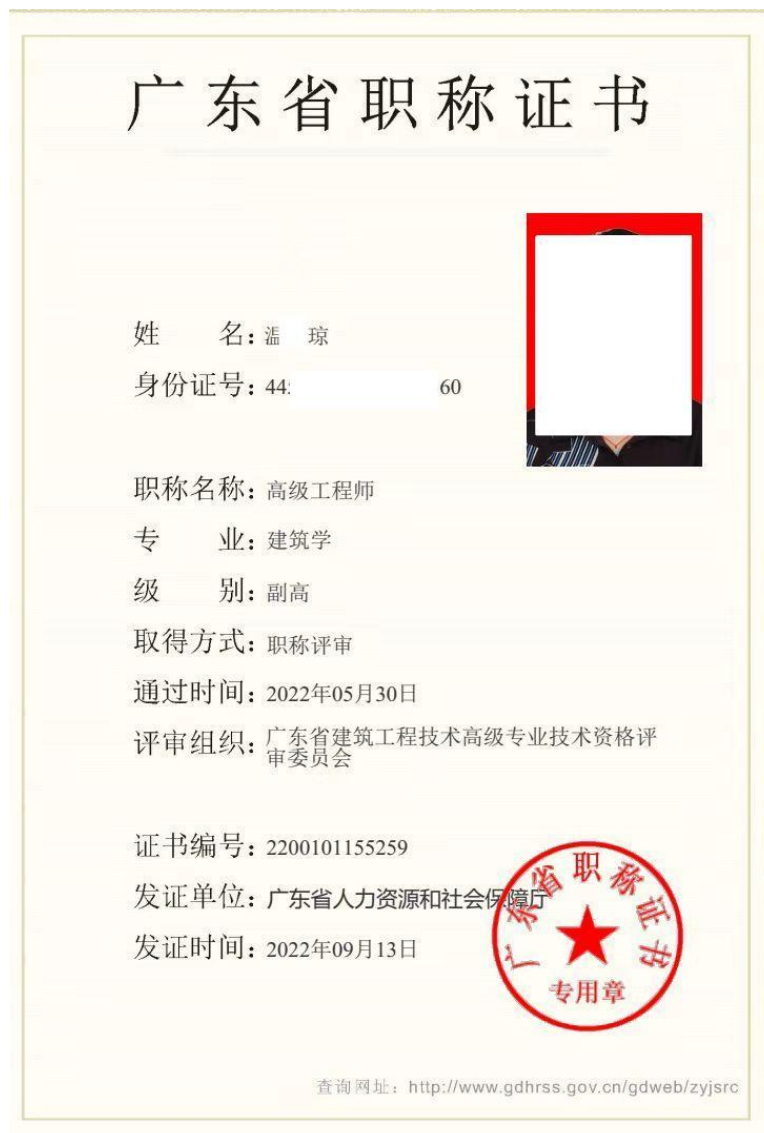 广东省职称证书
姓 名: 温 琼
身份证号: 445 60
职称名称: 高级工程师
专 业: 建筑学
级 别: 副高
取得方式: 职称评审
通过时间: 2022年05月30日
评审组织: 广东省建筑工程技术高级专业技术资格评
审委员会
证书编号: 2200101155259
发证单位: 广东省人力资源和社会保障厅
发证时间: 2022年09月13日
广东省职称证书
专用章
查询网址: http://www.gdhrss.gov.cn/gdweb/zyjsrc